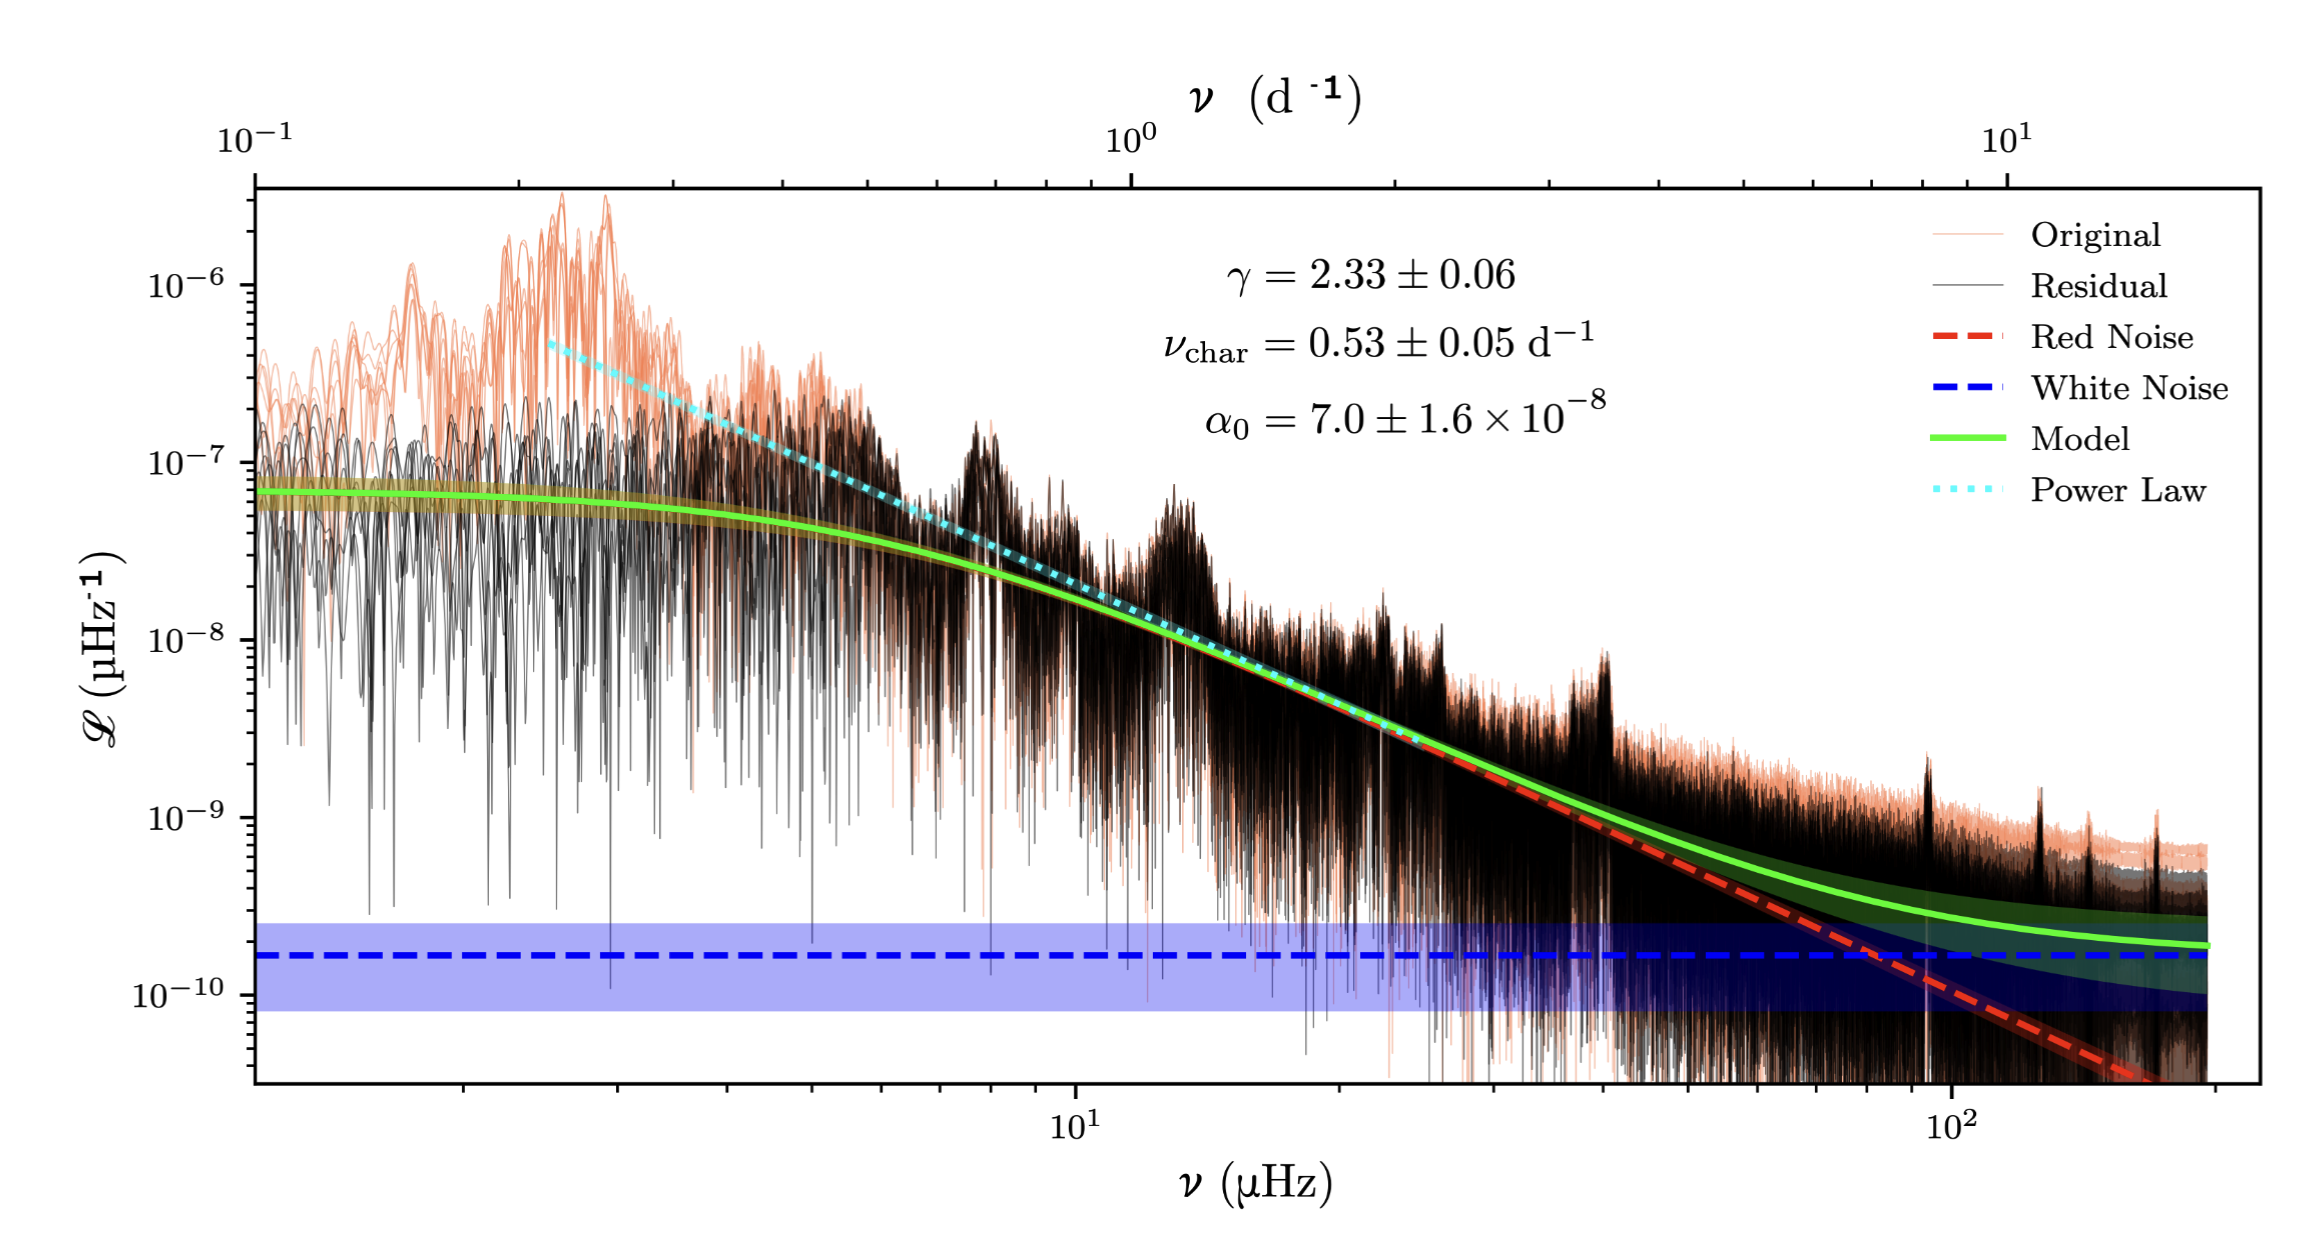 ν (d⁻¹)
10⁻¹ 10⁰ 10¹
γ = 2.33 ± 0.06
ν_char = 0.53 ± 0.05 d⁻¹
α₀ = 7.0 ± 1.6 × 10⁻⁸
Original
Residual
Red Noise
White Noise
Model
Power Law
ℒ (μHz⁻¹)
10⁻⁶
10⁻⁷
10⁻⁸
10⁻⁹
10⁻¹⁰
10¹ 10²
ν (μHz)